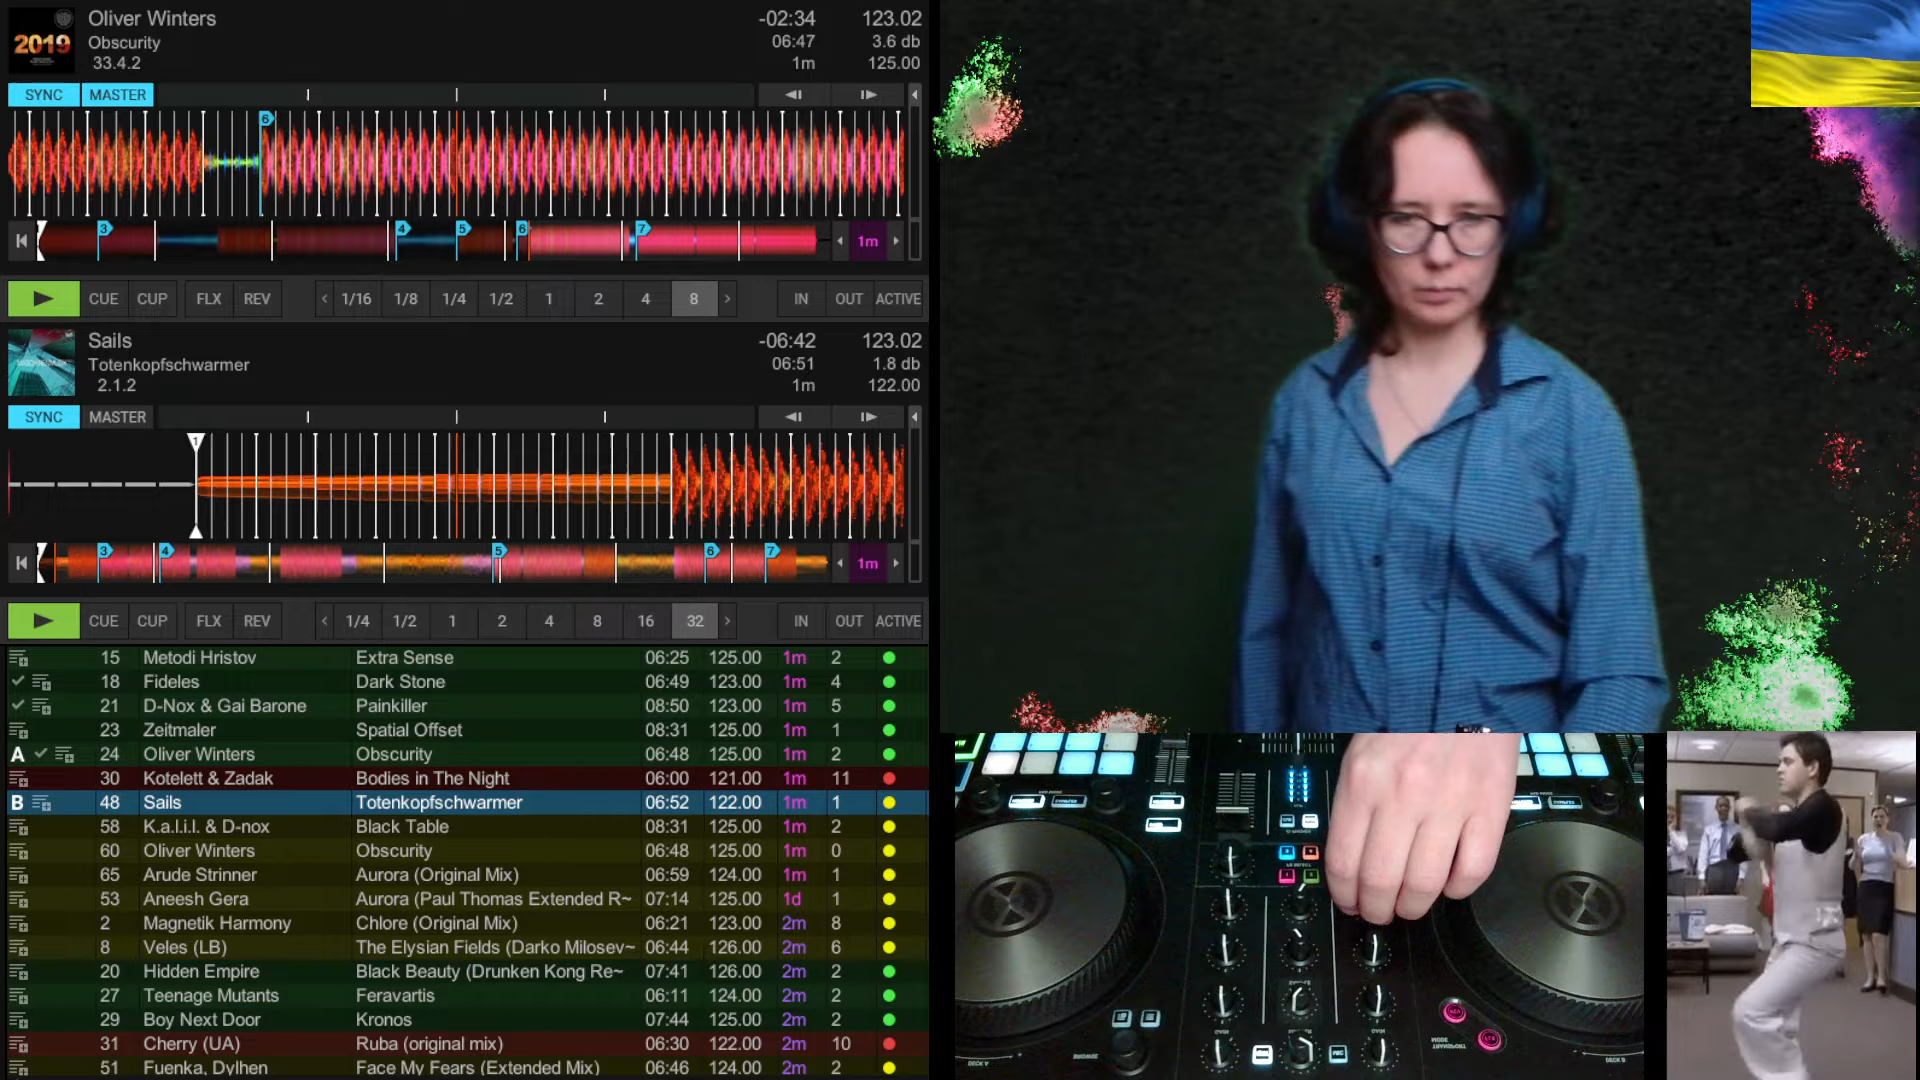 2019
Oliver Winters
Obscurity
33.4.2
-02:34 123.02
06:47 3.6 db
1m 125.00
SYNC MASTER
6
3 4 5 6 7 1m
CUE CUP FLX REV 1/16 1/8 1/4 1/2 1 2 4 8 IN OUT ACTIVE
Sails
Totenkopfschwarmer
2.1.2
-06:42 123.02
06:51 1.8 db
1m 122.00
SYNC MASTER
1
3 4 5 6 7 1m
CUE CUP FLX REV 1/4 1/2 1 2 4 8 16 32 IN OUT ACTIVE
15 Metodi Hristov Extra Sense 06:25 125.00 1m 2
18 Fideles Dark Stone 06:49 123.00 1m 4
21 D-Nox & Gai Barone Painkiller 08:50 123.00 1m 5
23 Zeitmaler Spatial Offset 08:31 125.00 1m 1
A 24 Oliver Winters Obscurity 06:48 125.00 1m 2
30 Kotelett & Zadak Bodies in The Night 06:00 121.00 1m 11
B 48 Sails Totenkopfschwarmer 06:52 122.00 1m 1
58 K.a.l.i.l. & D-nox Black Table 08:31 125.00 1m 2
60 Oliver Winters Obscurity 06:48 125.00 1m 0
65 Arude Strinner Aurora (Original Mix) 06:59 124.00 1m 1
53 Aneesh Gera Aurora (Paul Thomas Extended R~ 07:14 125.00 1d 1
2 Magnetik Harmony Chlore (Original Mix) 06:21 123.00 2m 8
8 Veles (LB) The Elysian Fields (Darko Milosev~ 06:44 126.00 2m 6
20 Hidden Empire Black Beauty (Drunken Kong Re~ 07:41 126.00 2m 2
27 Teenage Mutants Feravartis 06:11 124.00 2m 2
29 Boy Next Door Kronos 07:44 125.00 2m 2
31 Cherry (UA) Ruba (original mix) 06:30 122.00 2m 10
51 Fuenka, Dylhen Face My Fears (Extended Mix) 06:46 124.00 2m 2